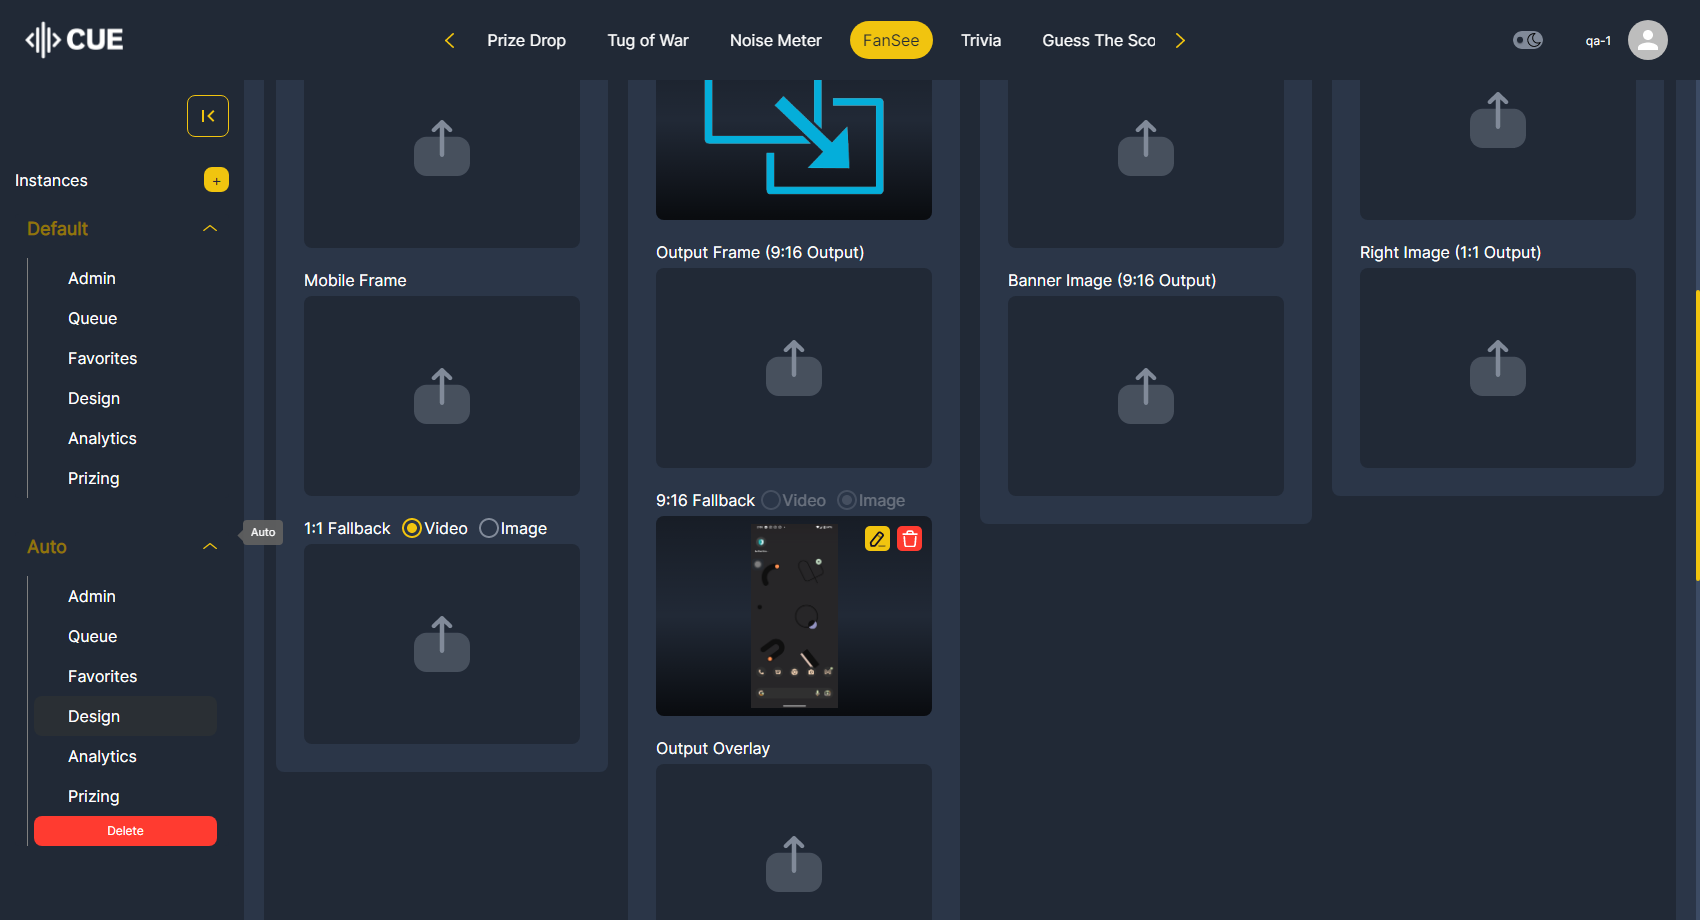 CUE
Prize Drop
Tug of War
Noise Meter
FanSee
Trivia
Guess The Sco
qa-1
Instances
+
Default
Admin
Queue
Favorites
Design
Analytics
Prizing
Auto
Auto
Admin
Queue
Favorites
Design
Analytics
Prizing
Delete
Mobile Frame
1:1 Fallback Video Image
Output Frame (9:16 Output)
9:16 Fallback Video Image
Output Overlay
Banner Image (9:16 Output)
Right Image (1:1 Output)